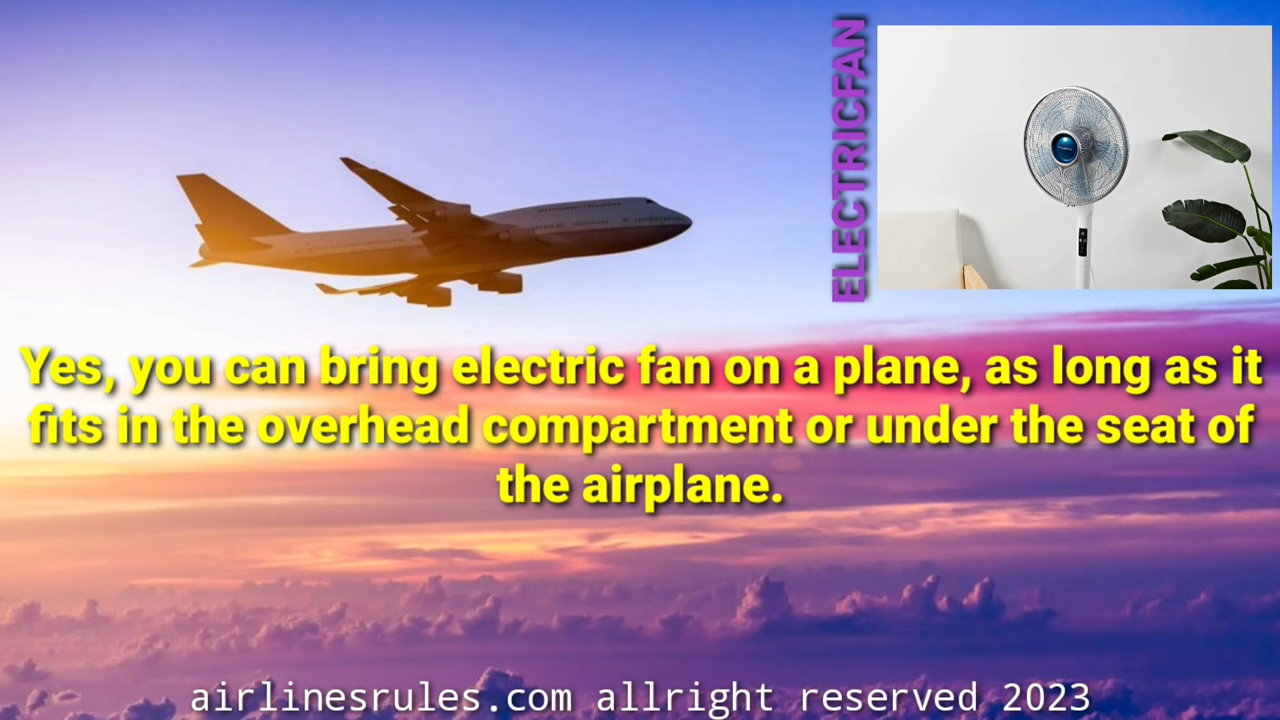 ELECTRICFAN
Yes, you can bring electric fan on a plane, as long as it
fits in the overhead compartment or under the seat of
the airplane.
airlinesrules.com allright reserved 2023